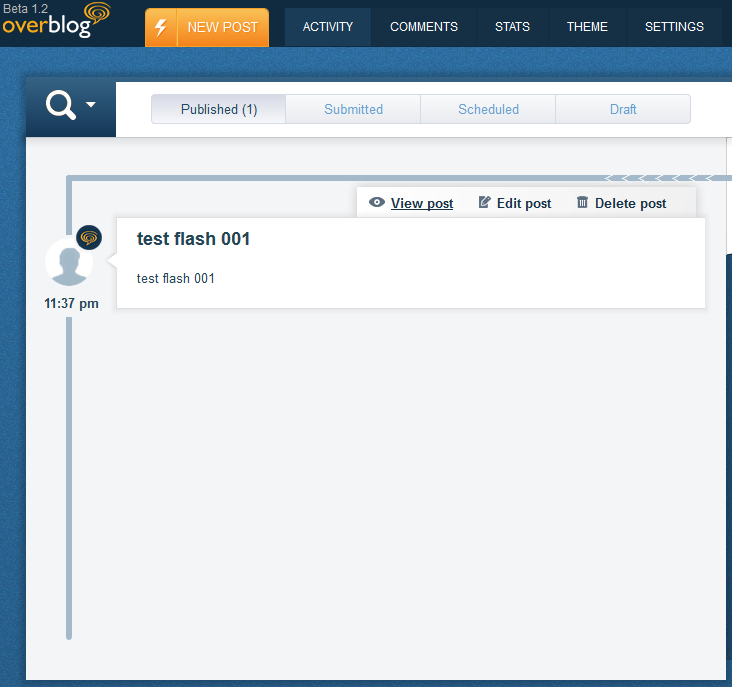 Beta 1.2
overblog
NEW POST ACTIVITY COMMENTS STATS THEME SETTINGS
Published (1) Submitted Scheduled Draft
View post Edit post Delete post
test flash 001
test flash 001
11:37 pm